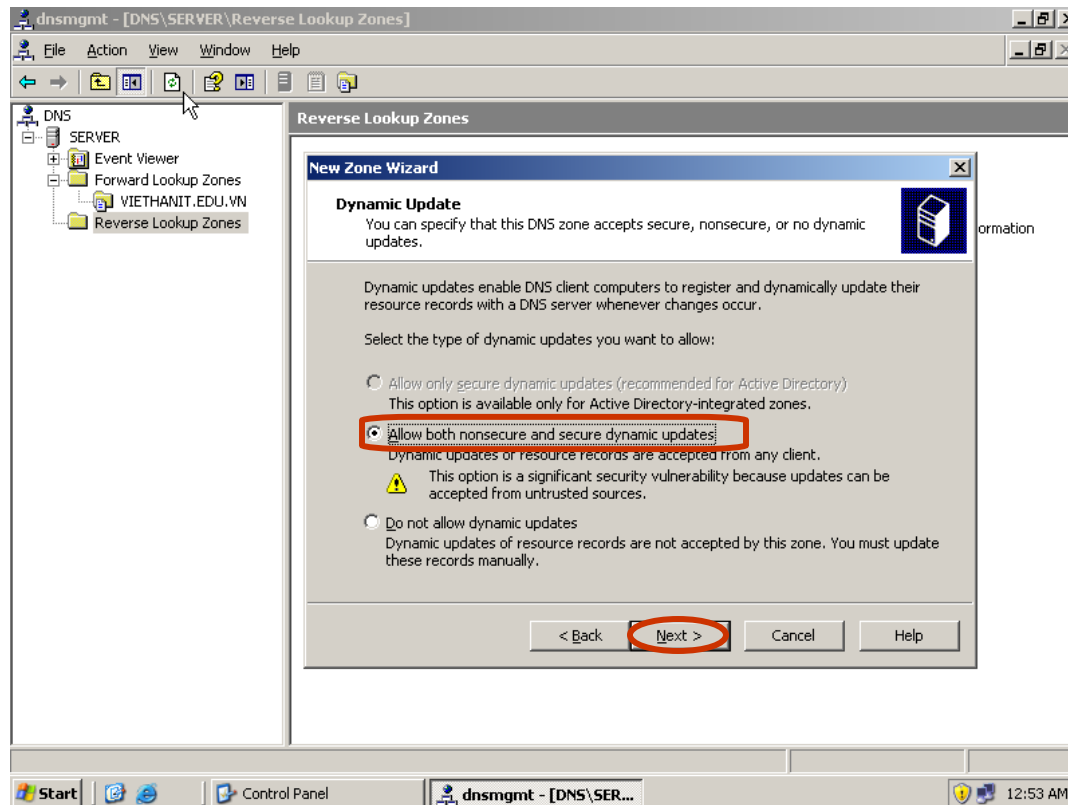 dnsmgmt - [DNS\SERVER\Reverse Lookup Zones]
File Action View Window Help
DNS
SERVER
Event Viewer
Forward Lookup Zones
VIETHANIT.EDU.VN
Reverse Lookup Zones
Reverse Lookup Zones
ormation
New Zone Wizard
Dynamic Update
You can specify that this DNS zone accepts secure, nonsecure, or no dynamic
updates.
Dynamic updates enable DNS client computers to register and dynamically update their
resource records with a DNS server whenever changes occur.
Select the type of dynamic updates you want to allow:
Allow only secure dynamic updates (recommended for Active Directory)
This option is available only for Active Directory-integrated zones.
Allow both nonsecure and secure dynamic updates
Dynamic updates of resource records are accepted from any client.
This option is a significant security vulnerability because updates can be
accepted from untrusted sources.
Do not allow dynamic updates
Dynamic updates of resource records are not accepted by this zone. You must update
these records manually.
< Back Next > Cancel Help
Start Control Panel dnsmgmt - [DNS\SER... 12:53 AM